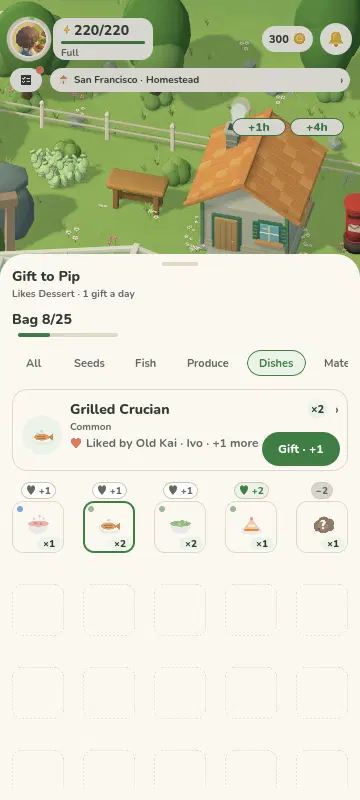 220/220
Full
300
San Francisco · Homestead ›
+1h
+4h
Gift to Pip
Likes Dessert · 1 gift a day
Bag 8/25
All Seeds Fish Produce Dishes Mate
Grilled Crucian ×2 ›
Common
Liked by Old Kai · Ivo · +1 more
Gift · +1
+1 +1 +1 +2 −2
?
×1 ×2 ×2 ×1 ×1